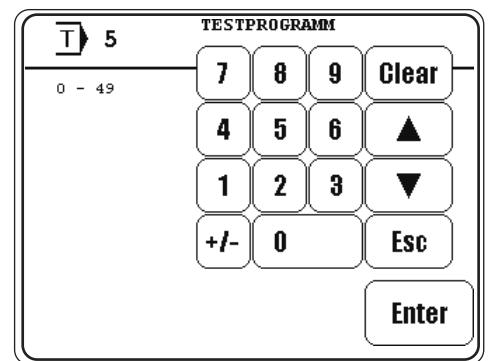 TESTPROGRAMM
T 5
0 - 49
7 8 9 Clear
4 5 6
1 2 3
+/- 0 Esc
Enter